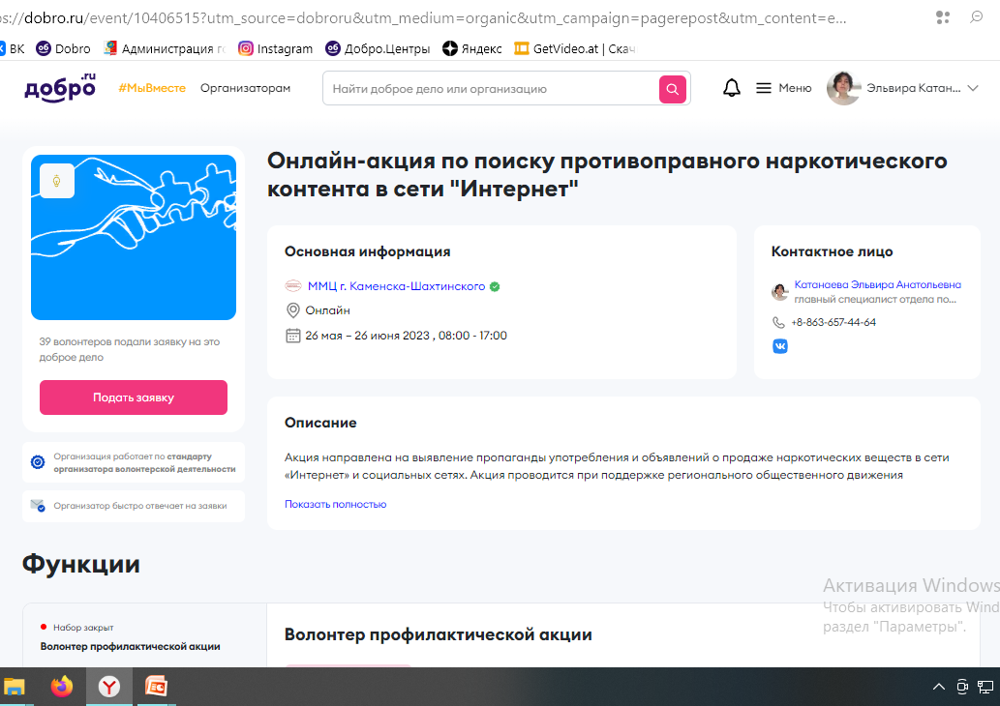 s://dobro.ru/event/10406515?utm_source=dobroru&utm_medium=organic&utm_campaign=pagerepost&utm_content=e...
ВК Dobro Администрация го Instagram Добро.Центры Яндекс GetVideo.at | Скач
добро.ru #МыВместе Организаторам Найти доброе дело или организацию Меню Эльвира Катан...
Онлайн-акция по поиску противоправного наркотического
контента в сети "Интернет"
39 волонтеров подали заявку на это
доброе дело
Подать заявку
Организация работает по стандарту
организатора волонтерской деятельности
Организатор быстро отвечает на заявки
Основная информация
ММЦ г. Каменска-Шахтинского
Онлайн
26 мая – 26 июня 2023 , 08:00 - 17:00
Контактное лицо
Катанаева Эльвира Анатольевна
главный специалист отдела по...
+8-863-657-44-64
Описание
Акция направлена на выявление пропаганды употребления и объявлений о продаже наркотических веществ в сети
«Интернет» и социальных сетях. Акция проводится при поддержке регионального общественного движения
Показать полностью
Функции
Набор закрыт
Волонтер профилактической акции
Волонтер профилактической акции
Активация Windows
Чтобы активировать Wind
раздел "Параметры".